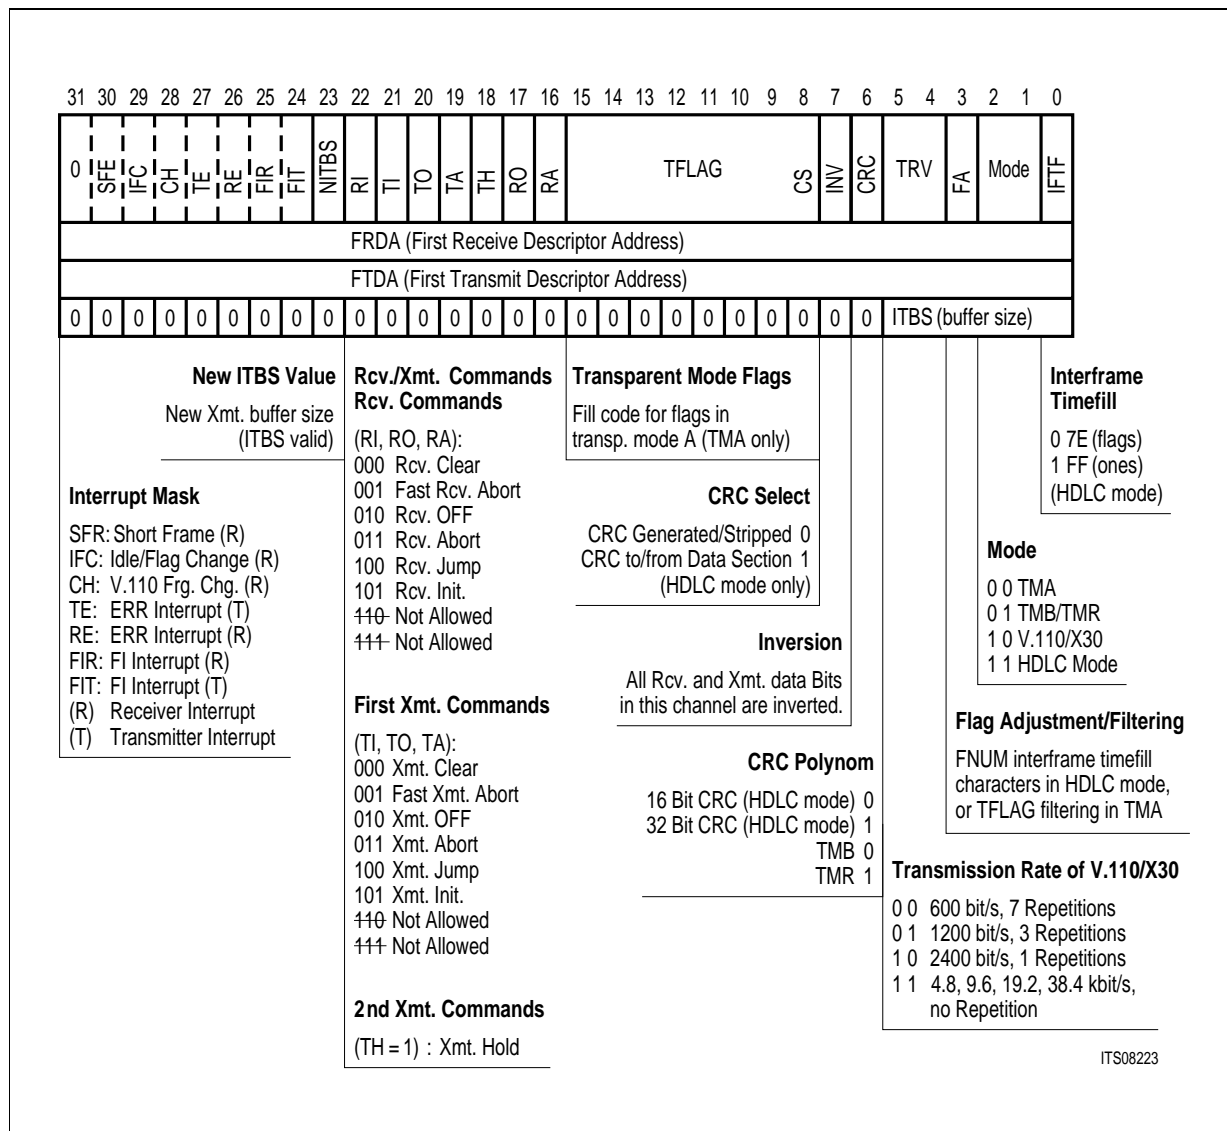 31 30 29 28 27 26 25 24 23 22 21 20 19 18 17 16 15 14 13 12 11 10 9 8 7 6 5 4 3 2 1 0
0 SFE IFC CH TE RE FIR FIT NITBS RI TI TO TA TH RO RA TFLAG CS INV CRC TRV FA Mode IFTF
FRDA (First Receive Descriptor Address)
FTDA (First Transmit Descriptor Address)
0 0 0 0 0 0 0 0 0 0 0 0 0 0 0 0 0 0 0 0 0 0 0 0 0 0 ITBS (buffer size)
New ITBS Value
New Xmt. buffer size
(ITBS valid)
Interrupt Mask
SFR: Short Frame (R)
IFC: Idle/Flag Change (R)
CH: V.110 Frg. Chg. (R)
TE: ERR Interrupt (T)
RE: ERR Interrupt (R)
FIR: FI Interrupt (R)
FIT: FI Interrupt (T)
(R) Receiver Interrupt
(T) Transmitter Interrupt
Rcv./Xmt. Commands
Rcv. Commands
(RI, RO, RA):
000 Rcv. Clear
001 Fast Rcv. Abort
010 Rcv. OFF
011 Rcv. Abort
100 Rcv. Jump
101 Rcv. Init.
110 Not Allowed
111 Not Allowed
First Xmt. Commands
(TI, TO, TA):
000 Xmt. Clear
001 Fast Xmt. Abort
010 Xmt. OFF
011 Xmt. Abort
100 Xmt. Jump
101 Xmt. Init.
110 Not Allowed
111 Not Allowed
2nd Xmt. Commands
(TH = 1) : Xmt. Hold
Transparent Mode Flags
Fill code for flags in
transp. mode A (TMA only)
CRC Select
CRC Generated/Stripped 0
CRC to/from Data Section 1
(HDLC mode only)
Inversion
All Rcv. and Xmt. data Bits
in this channel are inverted.
CRC Polynom
16 Bit CRC (HDLC mode) 0
32 Bit CRC (HDLC mode) 1
TMB 0
TMR 1
Interframe
Timefill
0 7E (flags)
1 FF (ones)
(HDLC mode)
Mode
0 0 TMA
0 1 TMB/TMR
1 0 V.110/X30
1 1 HDLC Mode
Flag Adjustment/Filtering
FNUM interframe timefill
characters in HDLC mode,
or TFLAG filtering in TMA
Transmission Rate of V.110/X30
0 0 600 bit/s, 7 Repetitions
0 1 1200 bit/s, 3 Repetitions
1 0 2400 bit/s, 1 Repetitions
1 1 4.8, 9.6, 19.2, 38.4 kbit/s,
no Repetition
ITS08223